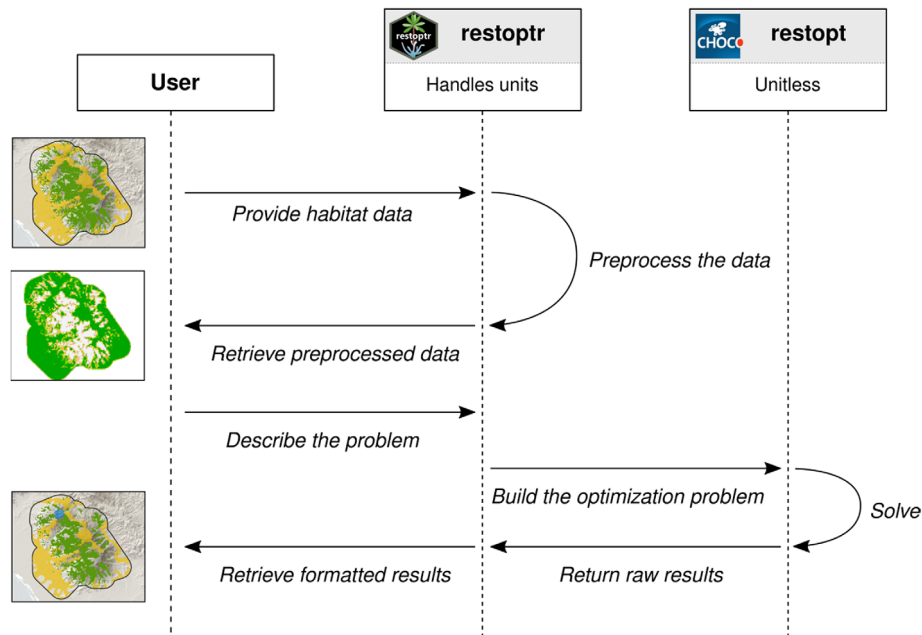 restoptr
restoptr
CHOCO
restopt
User
Handles units
Unitless
Provide habitat data
Preprocess the data
Retrieve preprocessed data
Describe the problem
Build the optimization problem
Solve
Retrieve formatted results
Return raw results